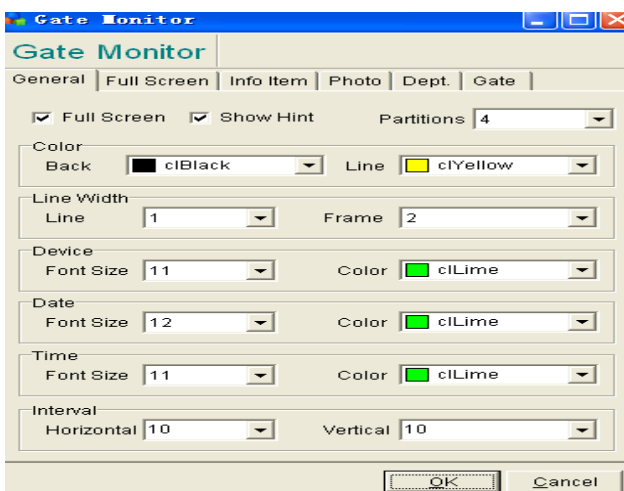 Gate Monitor
Gate Monitor
General Full Screen Info Item Photo Dept. Gate
Full Screen Show Hint Partitions 4
Color
Back clBlack Line clYellow
Line Width
Line 1 Frame 2
Device
Font Size 11 Color clLime
Date
Font Size 12 Color clLime
Time
Font Size 11 Color clLime
Interval
Horizontal 10 Vertical 10
OK Cancel